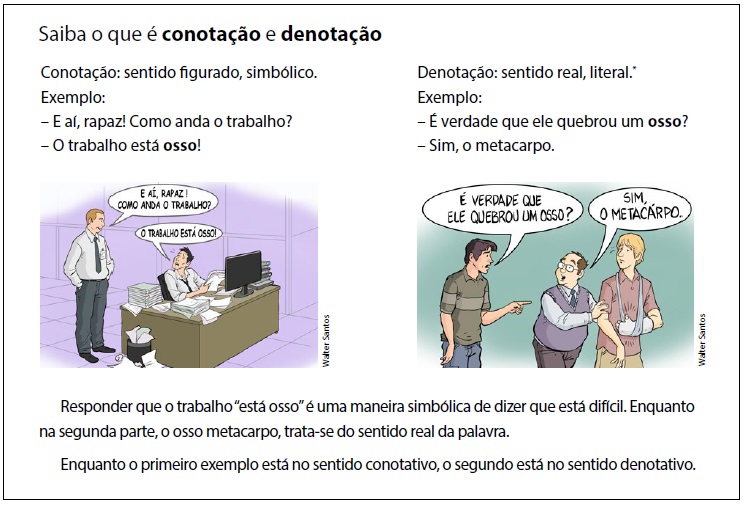 Saiba o que é conotação e denotação
Conotação: sentido figurado, simbólico.
Exemplo:
– E aí, rapaz! Como anda o trabalho?
– O trabalho está osso!
Denotação: sentido real, literal.*
Exemplo:
– É verdade que ele quebrou um osso?
– Sim, o metacarpo.
E AÍ, RAPAZ!
COMO ANDA O TRABALHO?
O TRABALHO ESTÁ OSSO!
Walter Santos
É VERDADE QUE
ELE QUEBROU UM OSSO?
SIM,
O METACÁRPO..
Walter Santos
Responder que o trabalho “está osso” é uma maneira simbólica de dizer que está difícil. Enquanto
na segunda parte, o osso metacarpo, trata-se do sentido real da palavra.
Enquanto o primeiro exemplo está no sentido conotativo, o segundo está no sentido denotativo.